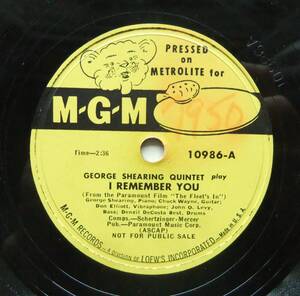 PRESSED
on
METROLITE for
M-G-M
1950
Time—2:36
10986-A
GEORGE SHEARING QUINTET play
I REMEMBER YOU
(From the Paramount Film "The Fleet's In")
George Shearing, Piano; Chuck Wayne, Guitar;
Don Elliott, Vibraphone; John O. Levy,
Bass; Denzil DaCosta Best, Drums
Comps.—Schertzinger-Mercer
Pub.—Paramount Music Corp.
(ASCAP)
NOT FOR PUBLIC SALE
M-G-M RECORDS—A Division of LOEW'S INCORPORATED
Made in U.S.A.